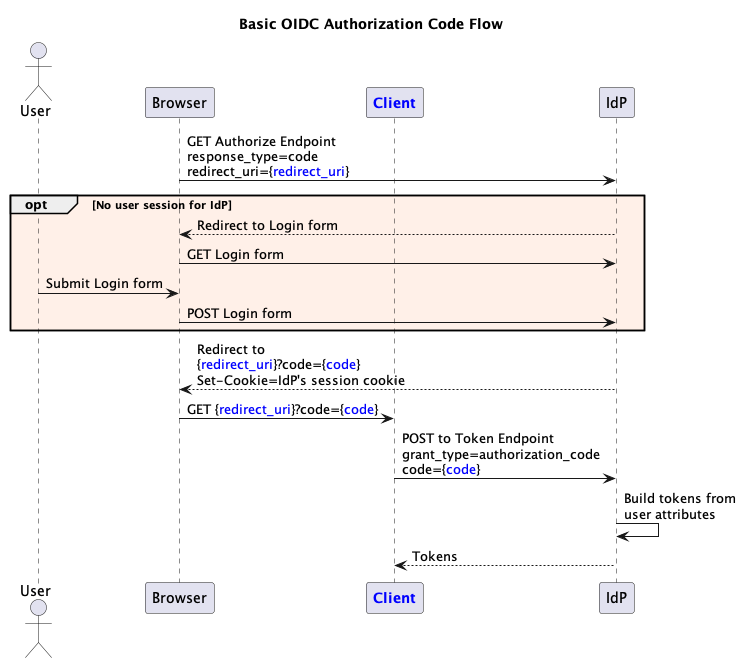 Basic OIDC Authorization Code Flow
User
Browser
Client
IdP
GET Authorize Endpoint
response_type=code
redirect_uri={redirect_uri}
opt
[No user session for IdP]
Redirect to Login form
GET Login form
Submit Login form
POST Login form
Redirect to
{redirect_uri}?code={code}
Set-Cookie=IdP's session cookie
GET {redirect_uri}?code={code}
POST to Token Endpoint
grant_type=authorization_code
code={code}
Build tokens from
user attributes
Tokens
User
Browser
Client
IdP